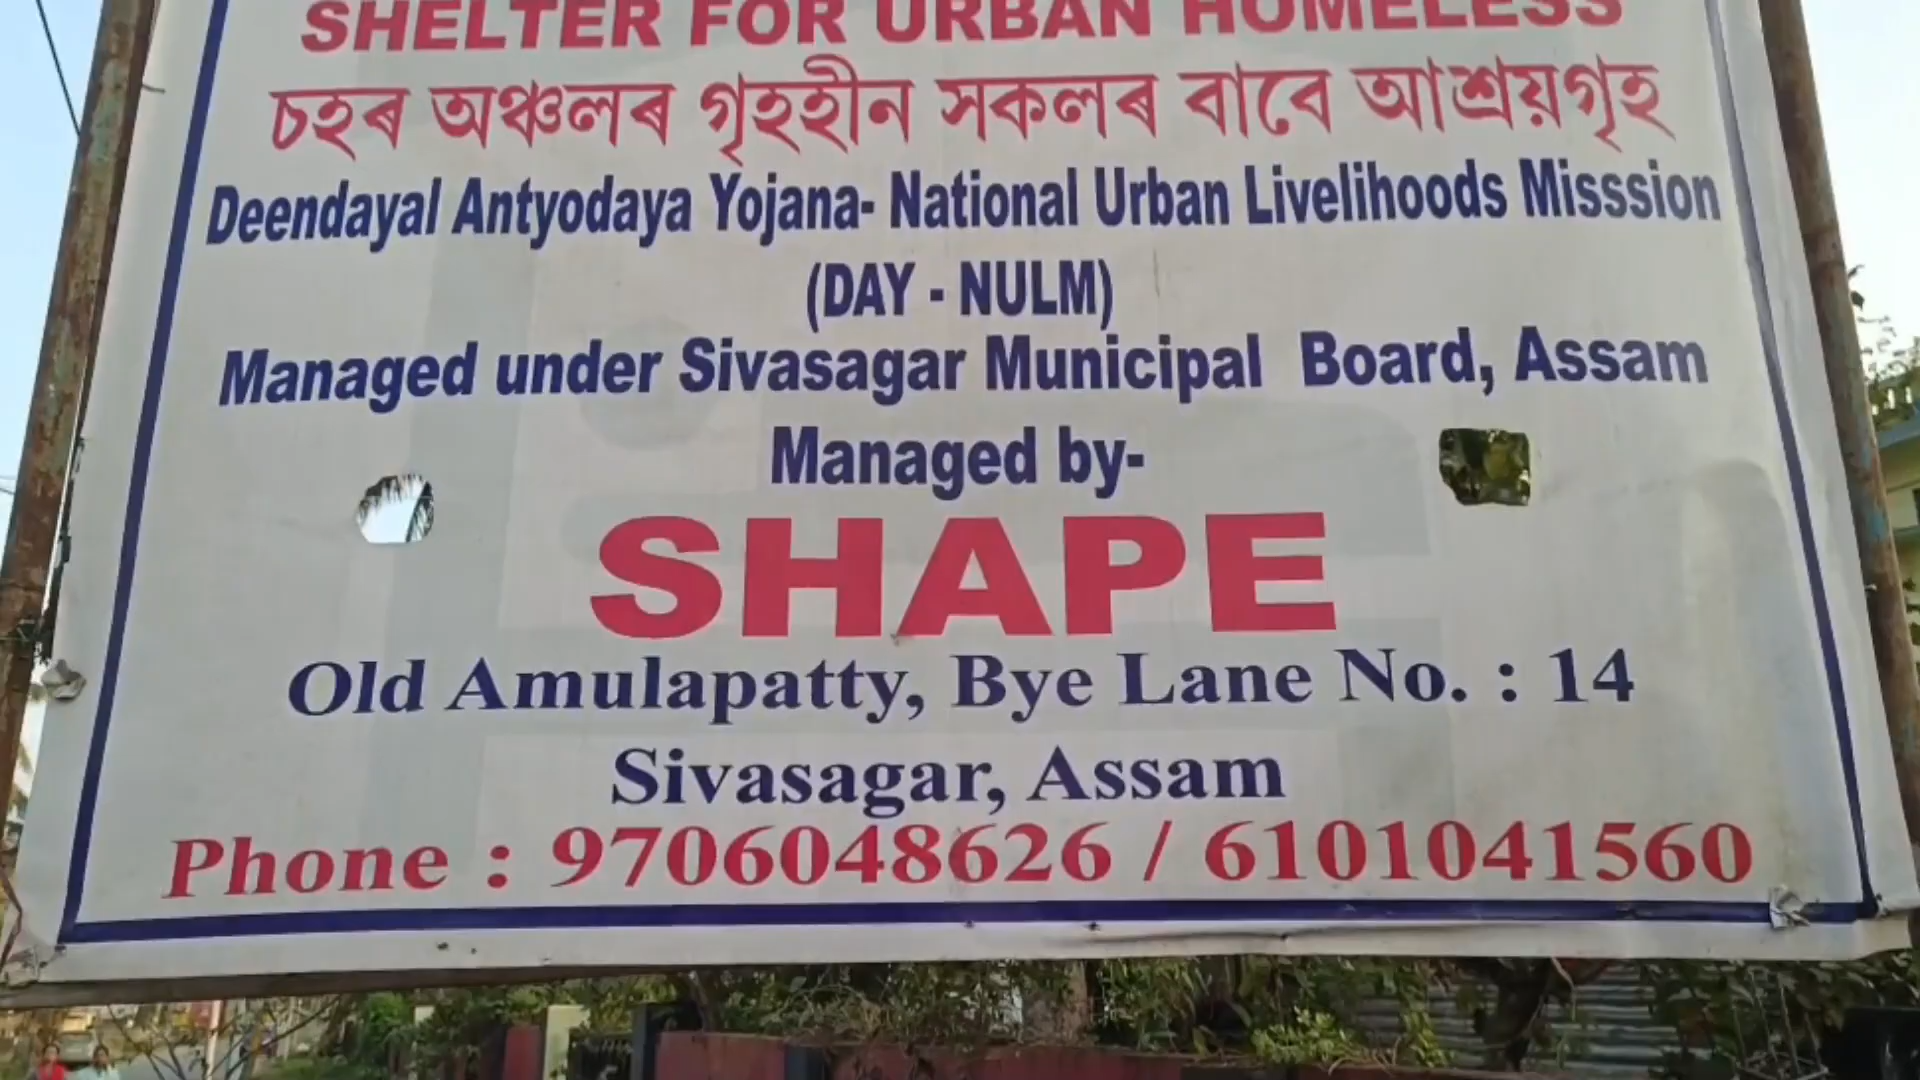 SHELTER FOR URBAN HOMELESS
চহৰ অঞ্চলৰ গৃহহীন সকলৰ বাবে আশ্ৰয়গৃহ
Deendayal Antyodaya Yojana- National Urban Livelihoods Misssion
(DAY - NULM)
Managed under Sivasagar Municipal Board, Assam
Managed by-
SHAPE
Old Amulapatty, Bye Lane No. : 14
Sivasagar, Assam
Phone : 9706048626 / 6101041560